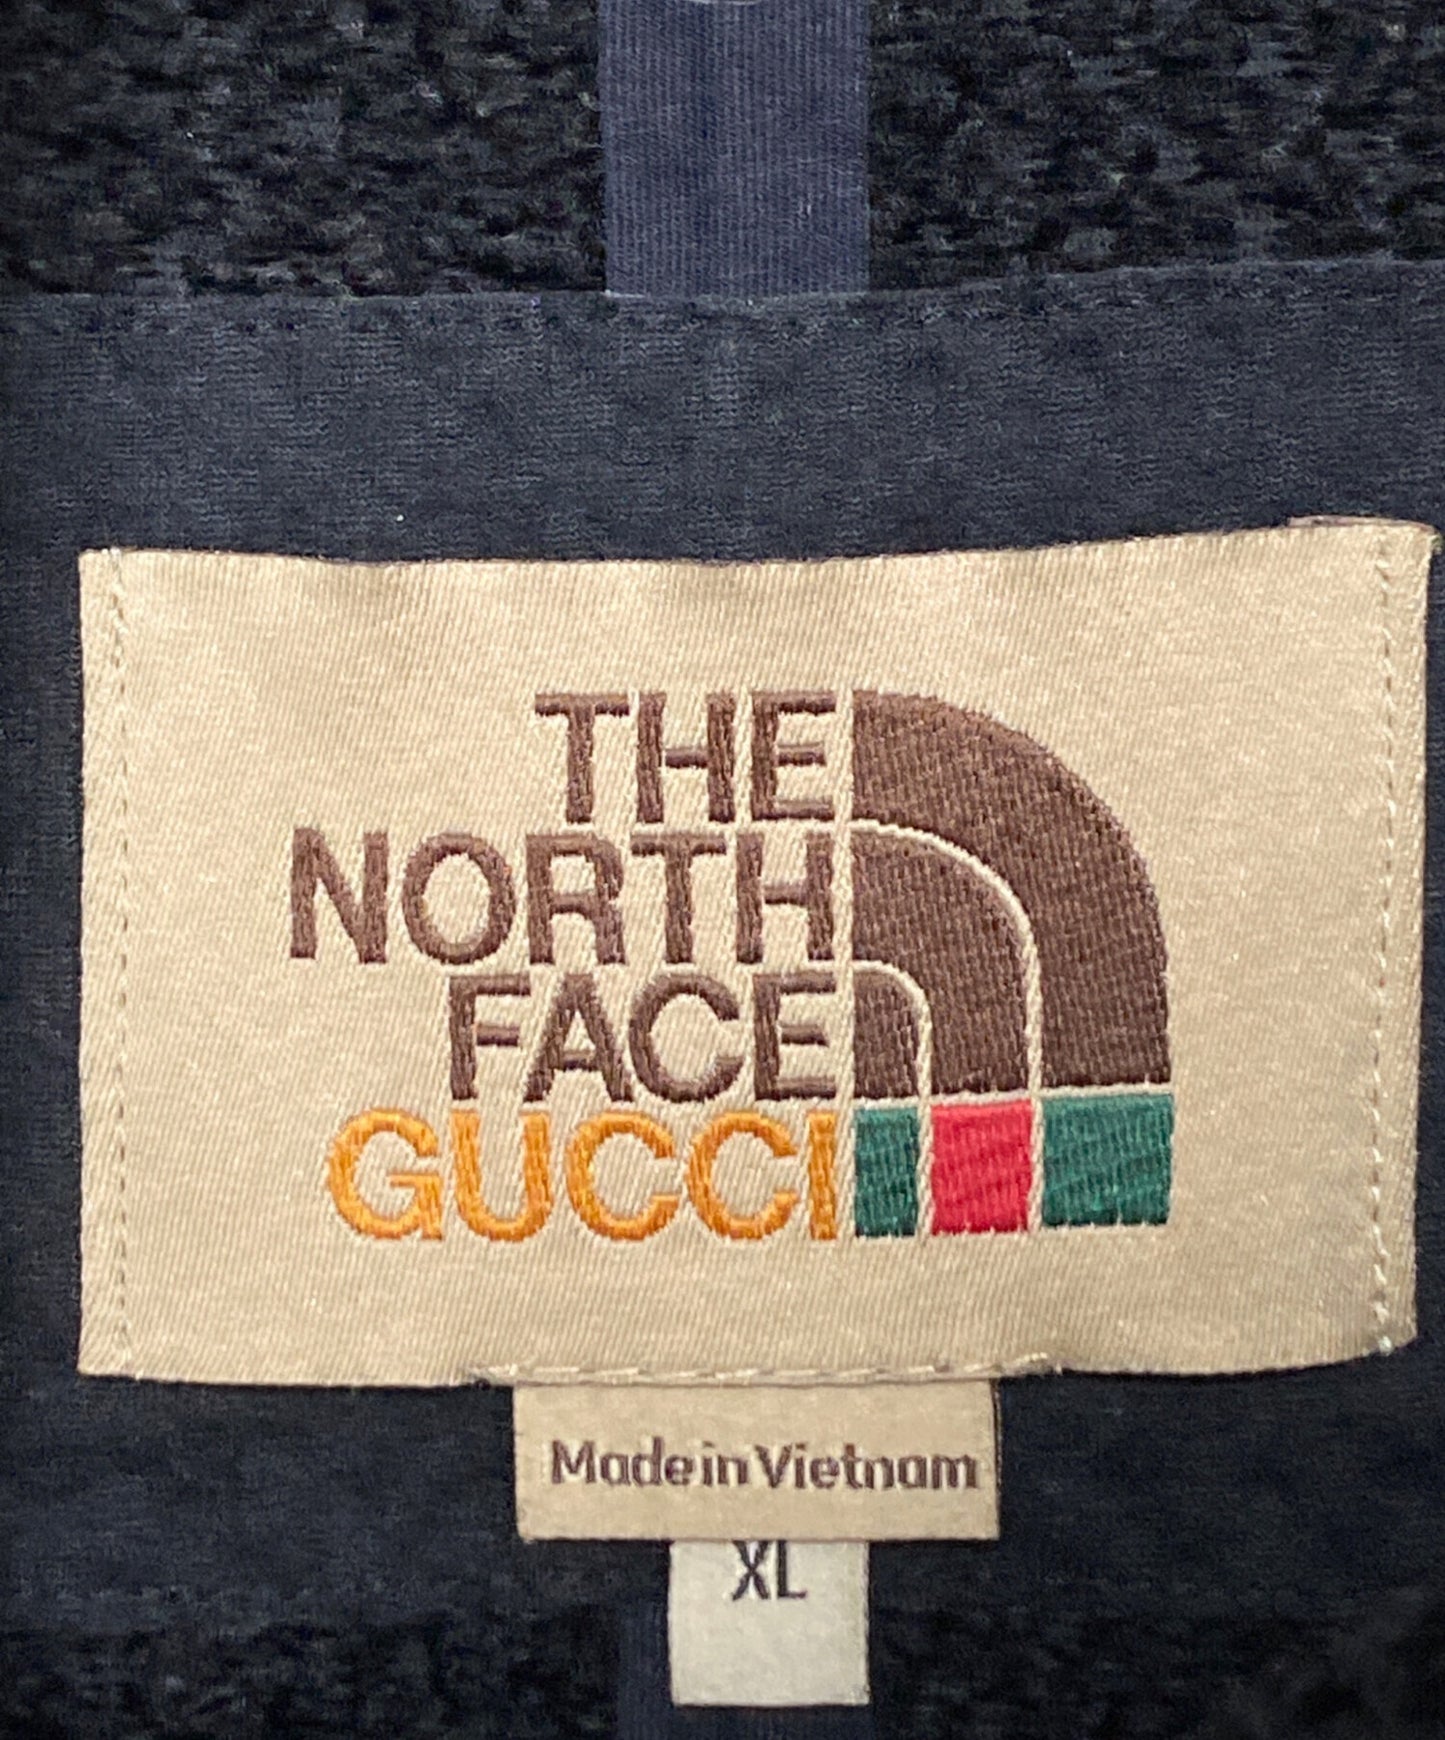 THE
NORTH
FACE
GUCCI
Made in Vietnam
XL